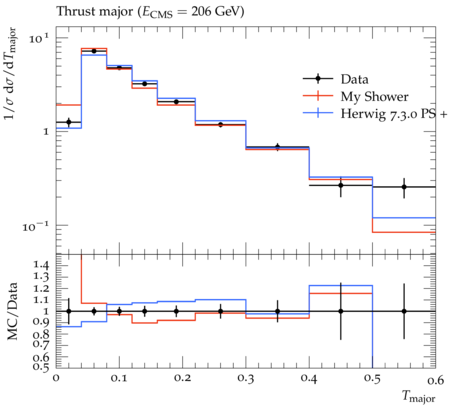 Thrust major (E_CMS = 206 GeV)
1/σ dσ/dT_major
10^1
1
10^−1
Data
My Shower
Herwig 7.3.0 PS +
MC/Data
1.4
1.3
1.2
1.1
1
0.9
0.8
0.7
0.6
0.5
0 0.1 0.2 0.3 0.4 0.5 0.6
T_major